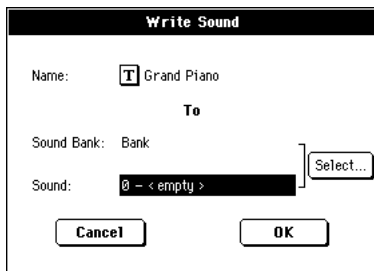 Write Sound
Name: T Grand Piano
To
Sound Bank: Bank
Select...
Sound: 0 - < empty >
Cancel OK